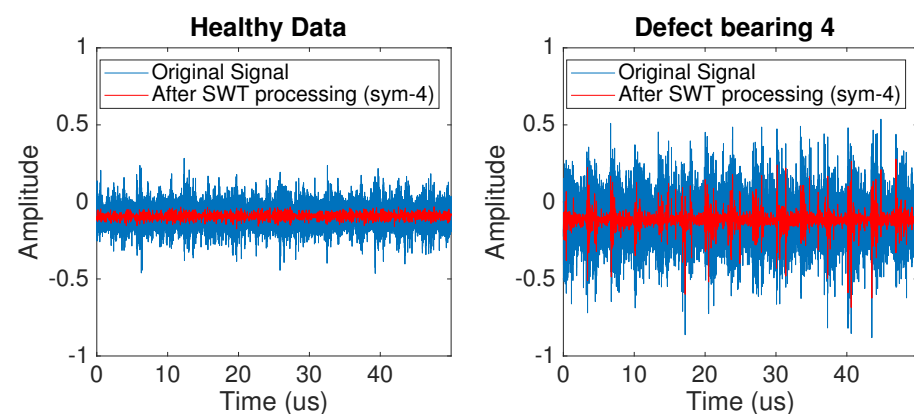 Healthy Data
1
0.5
0
-0.5
-1
Amplitude
Original Signal
After SWT processing (sym-4)
0 10 20 30 40
Time (us)
Defect bearing 4
1
0.5
0
-0.5
-1
Amplitude
Original Signal
After SWT processing (sym-4)
0 10 20 30 40
Time (us)